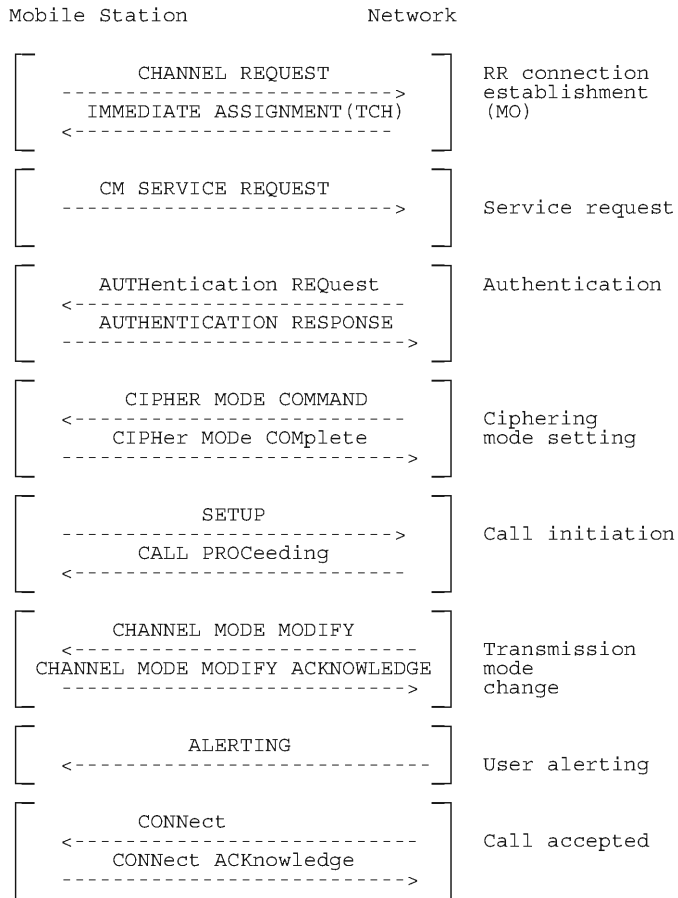 Mobile Station Network
CHANNEL REQUEST
RR connection
establishment
IMMEDIATE ASSIGNMENT(TCH)
(MO)
CM SERVICE REQUEST
Service request
AUTHentication REQuest
Authentication
AUTHENTICATION RESPONSE
CIPHER MODE COMMAND
Ciphering
CIPHer MODe COMplete
mode setting
SETUP
Call initiation
CALL PROCeeding
CHANNEL MODE MODIFY
Transmission
CHANNEL MODE MODIFY ACKNOWLEDGE
mode
change
ALERTING
User alerting
CONNect
Call accepted
CONNect ACKnowledge